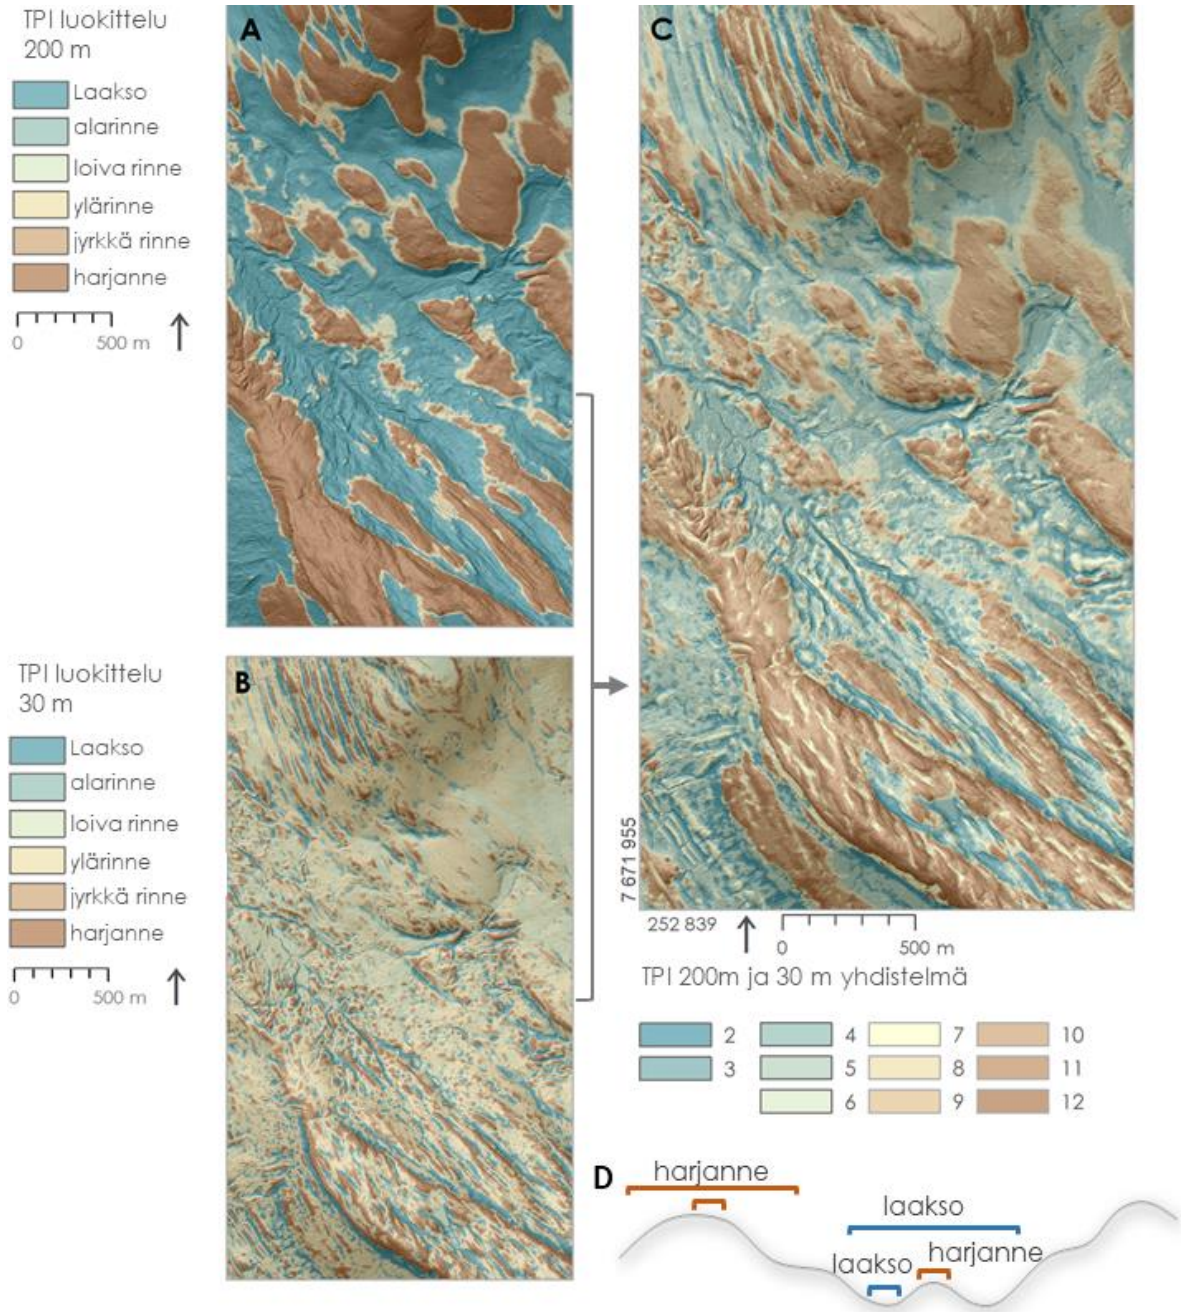 TPI luokittelu
200 m
Laakso
alarinne
loiva rinne
ylärinne
jyrkkä rinne
harjanne
0 500 m
A
C
TPI luokittelu
30 m
Laakso
alarinne
loiva rinne
ylärinne
jyrkkä rinne
harjanne
0 500 m
B
7 671 955
252 839
0 500 m
TPI 200m ja 30 m yhdistelmä
2 4 7 10
3 5 8 11
6 9 12
D
harjanne
laakso
laakso harjanne